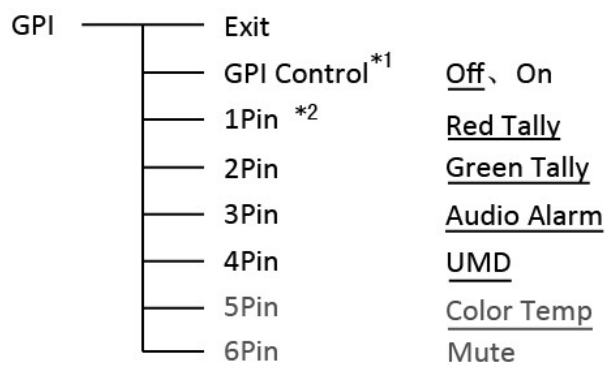 GPI Exit
GPI Control*1 Off、On
1Pin *2 Red Tally
2Pin Green Tally
3Pin Audio Alarm
4Pin UMD
5Pin Color Temp
6Pin Mute